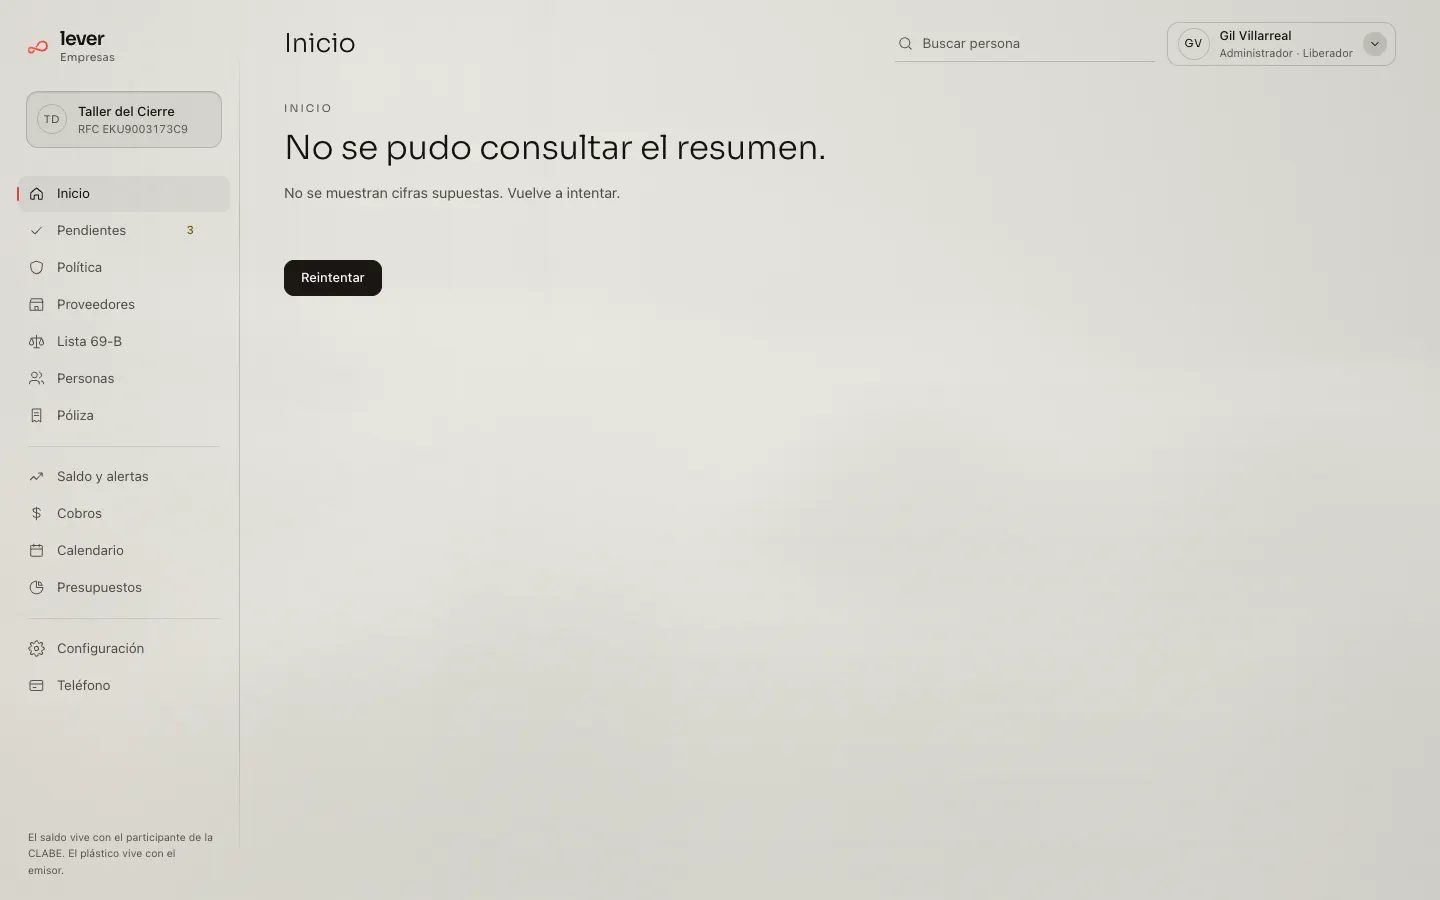 lever
Empresas
TD
Taller del Cierre
RFC EKU9003173C9
Inicio
Pendientes 3
Política
Proveedores
Lista 69-B
Personas
Póliza
Saldo y alertas
Cobros
Calendario
Presupuestos
Configuración
Teléfono
El saldo vive con el participante de la
CLABE. El plástico vive con el
emisor.
Inicio
Buscar persona
GV
Gil Villarreal
Administrador · Liberador
INICIO
No se pudo consultar el resumen.
No se muestran cifras supuestas. Vuelve a intentar.
Reintentar